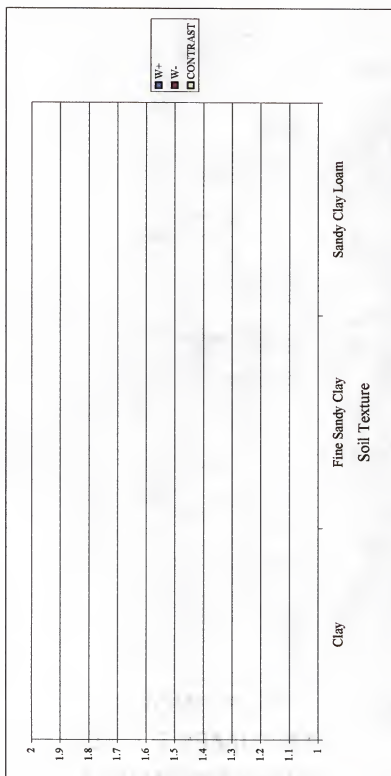 W+
W-
CONTRAST
2
1.9
1.8
1.7
1.6
1.5
1.4
1.3
1.2
1.1
1
Clay
Fine Sandy Clay
Sandy Clay Loam
Soil Texture